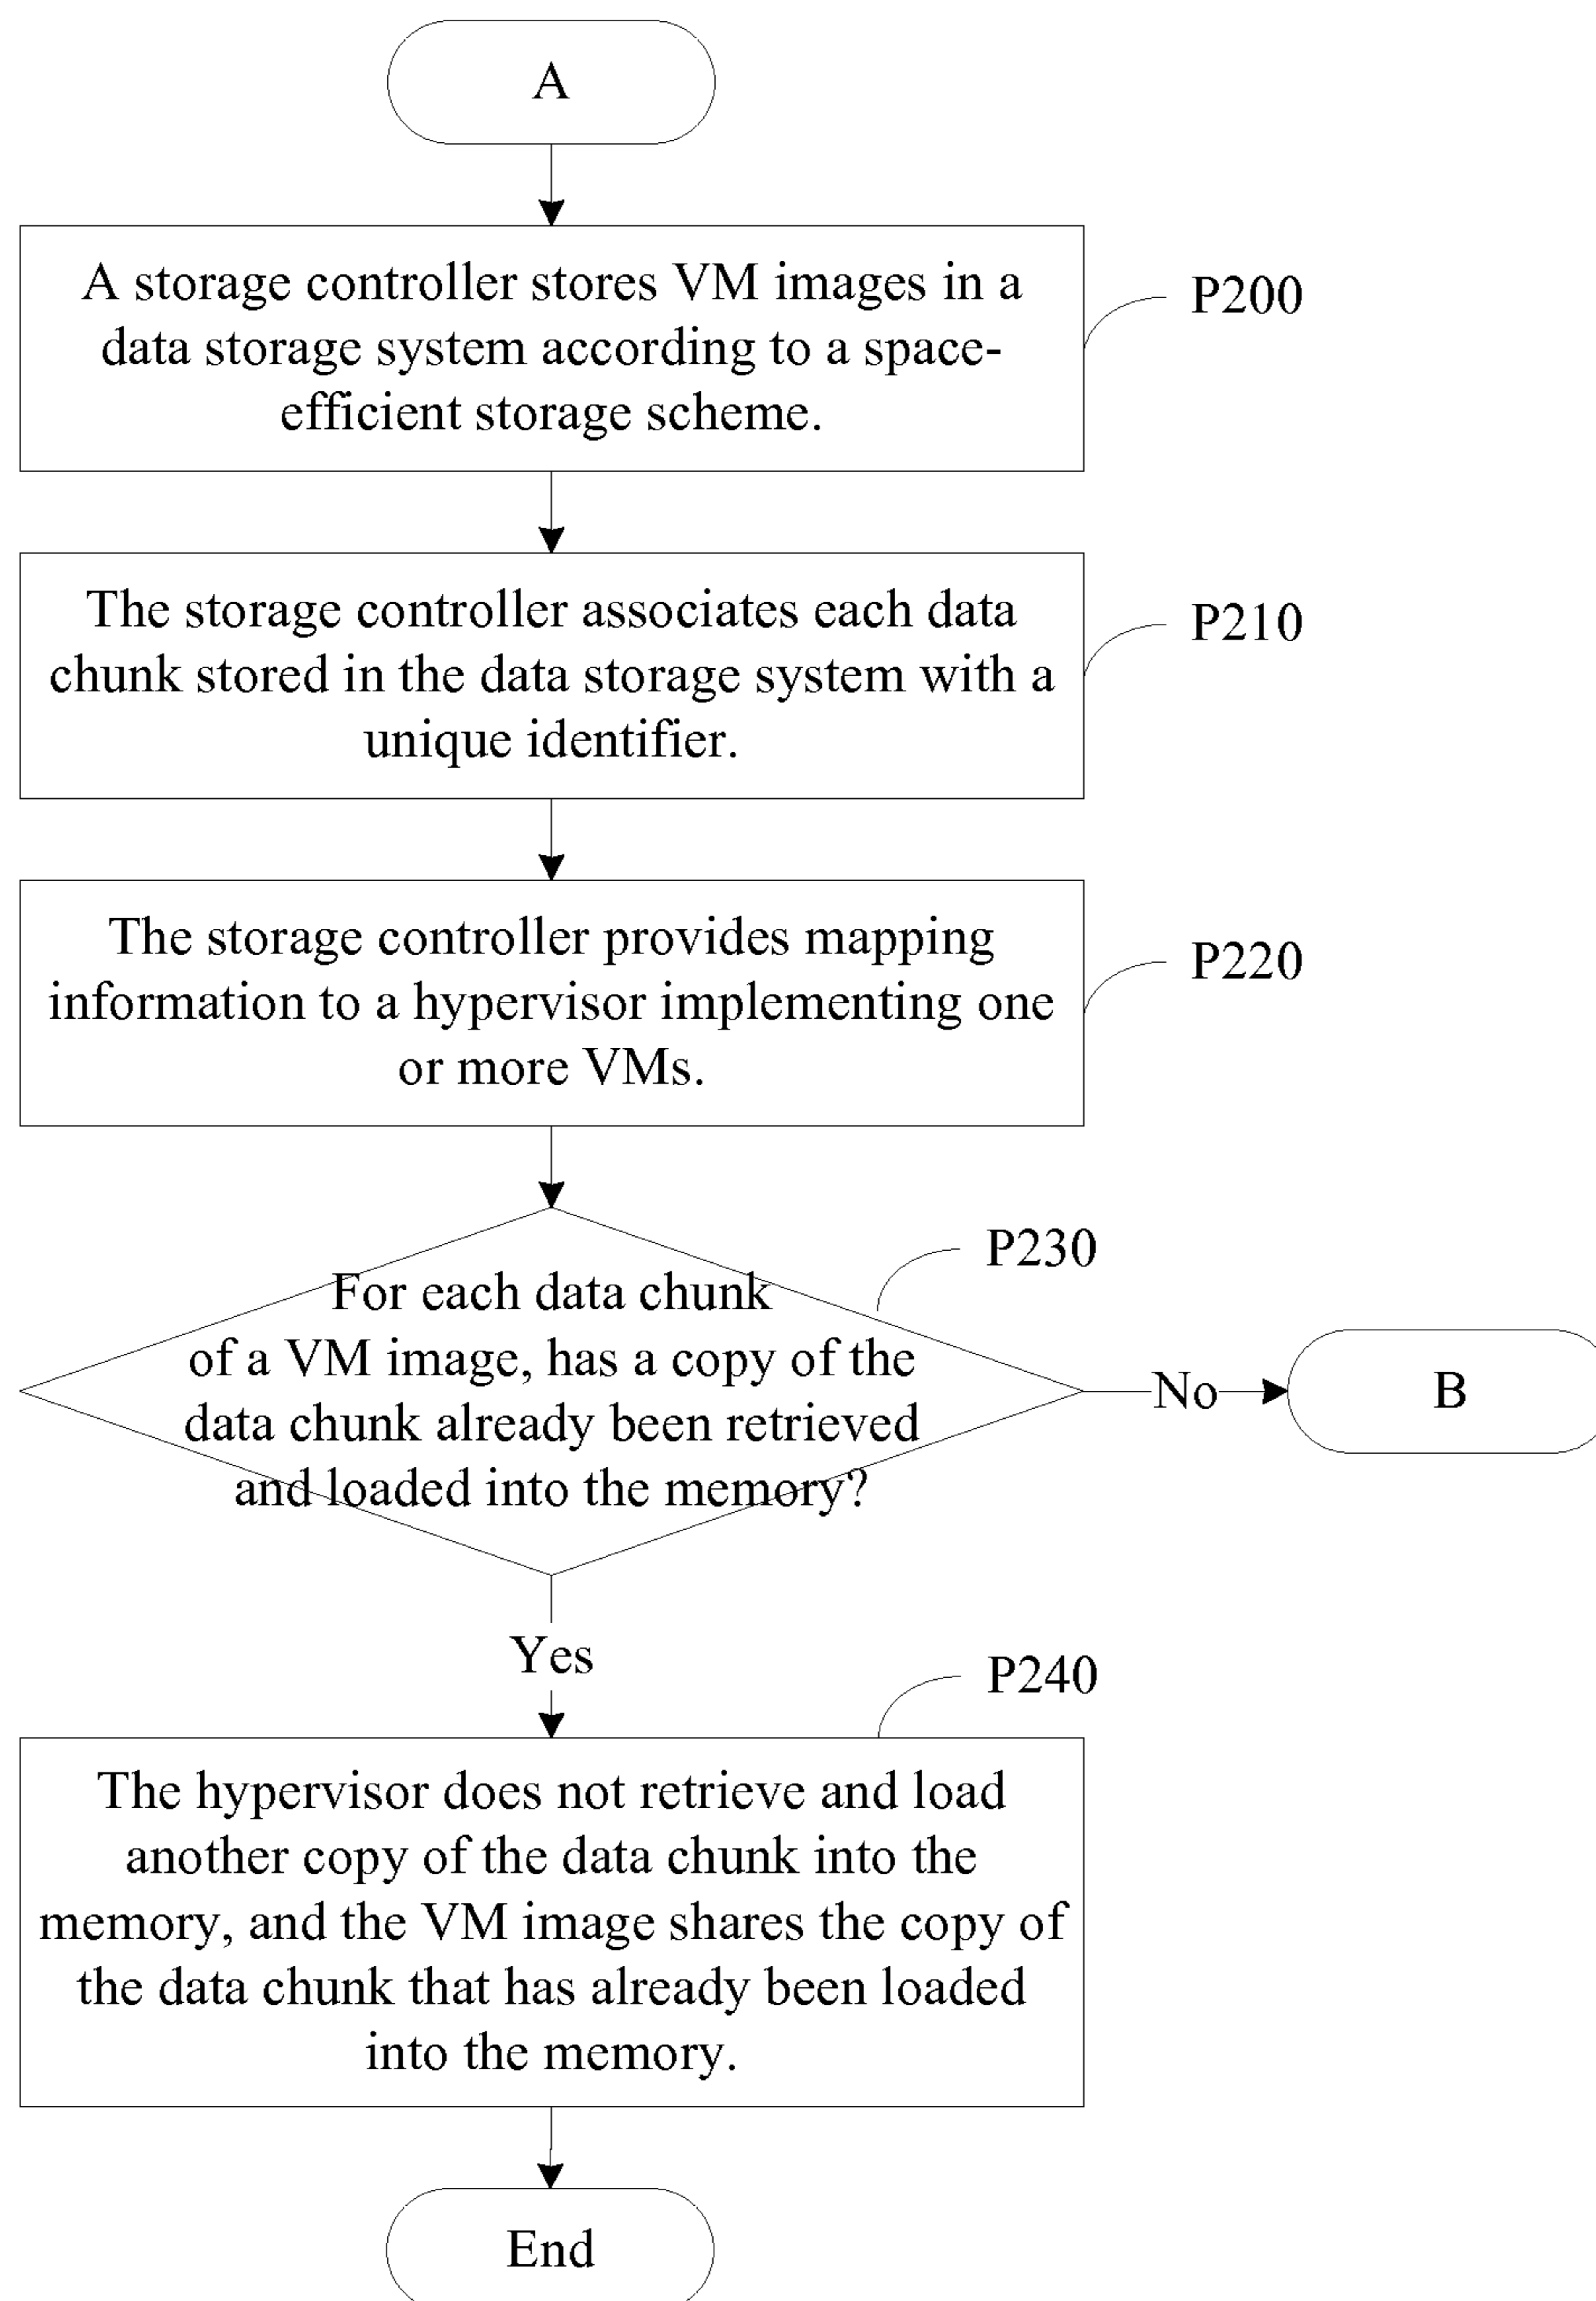 A
A storage controller stores VM images in a
data storage system according to a space-
efficient storage scheme.
P200
The storage controller associates each data
chunk stored in the data storage system with a
unique identifier.
P210
The storage controller provides mapping
information to a hypervisor implementing one
or more VMs.
P220
For each data chunk
of a VM image, has a copy of the
data chunk already been retrieved
and loaded into the memory?
P230
No
B
Yes
P240
The hypervisor does not retrieve and load
another copy of the data chunk into the
memory, and the VM image shares the copy of
the data chunk that has already been loaded
into the memory.
End